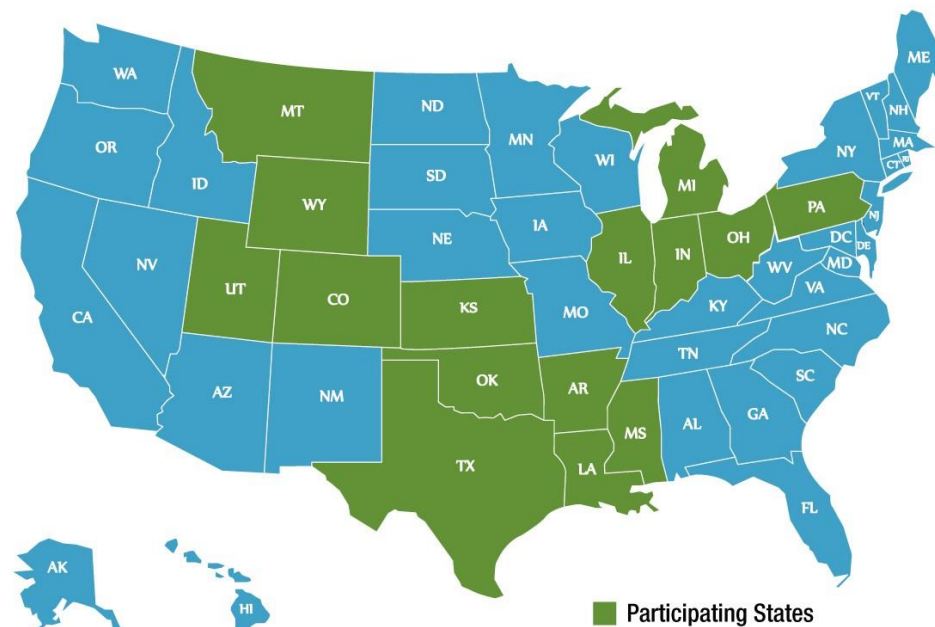 WA
MT
ND
MN
ME
VT
NH
OR
ID
SD
WI
NY
MA
CT
RI
WY
MI
PA
NJ
NE
IA
NV
UT
CO
IL
IN
OH
DC
DE
MD
WV
VA
CA
KS
MO
KY
AZ
NM
OK
AR
TN
NC
SC
TX
LA
MS
AL
GA
FL
AK
HI
Participating States